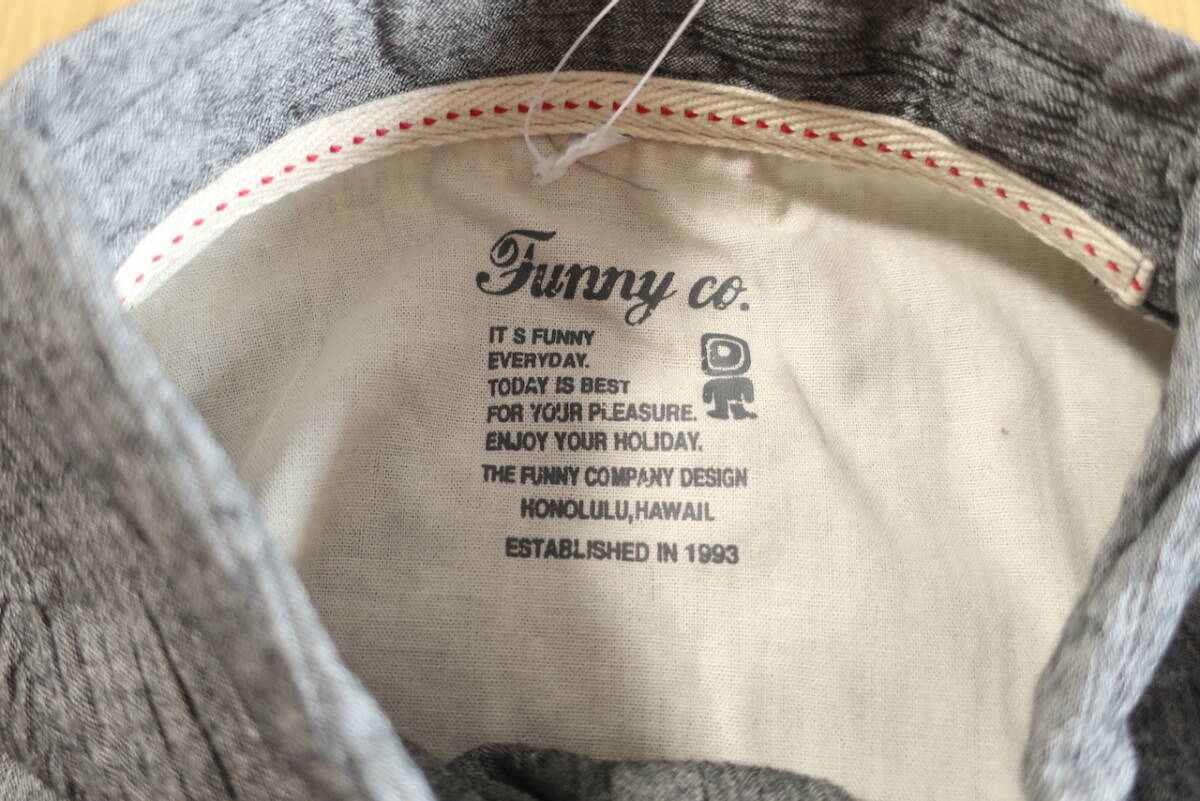 Funny co.
IT S FUNNY
EVERYDAY.
TODAY IS BEST
FOR YOUR PLEASURE.
ENJOY YOUR HOLIDAY.
THE FUNNY COMPANY DESIGN
HONOLULU,HAWAIL
ESTABLISHED IN 1993